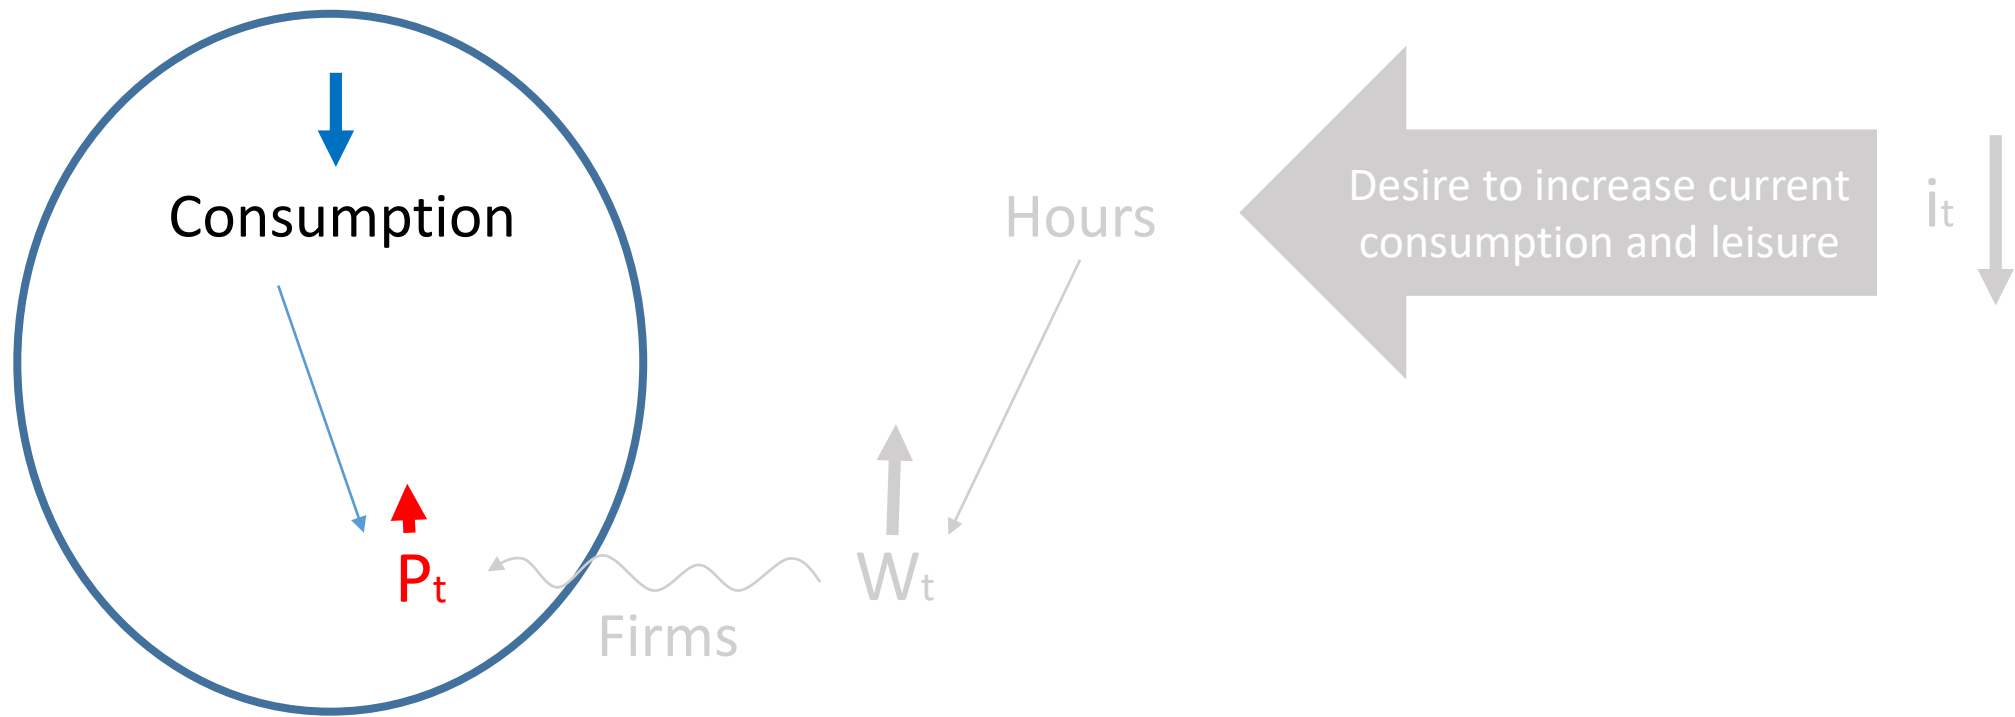 Consumption
Hours
Desire to increase current
consumption and leisure
it
Pt
Wt
Firms